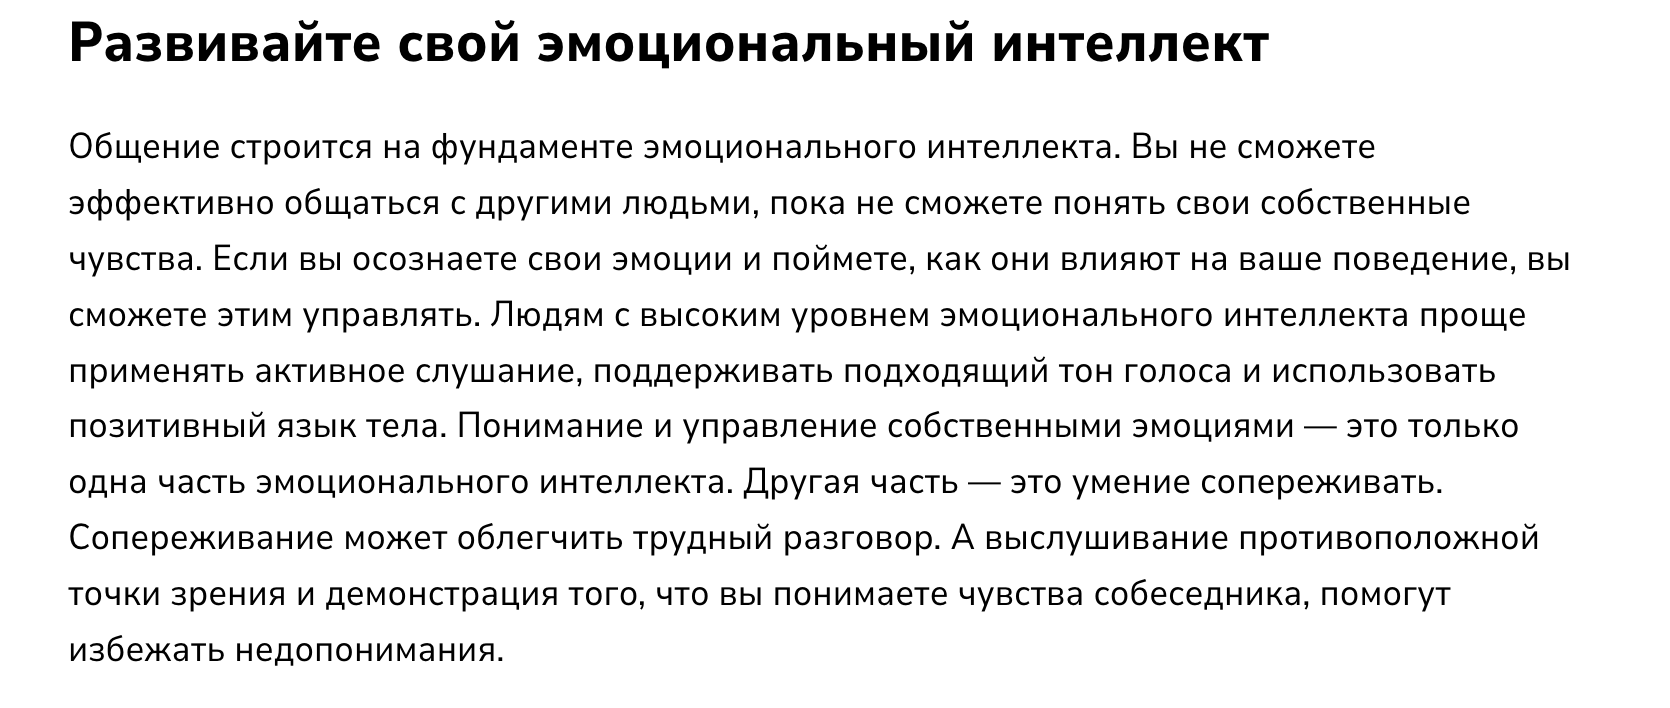 Развивайте свой эмоциональный интеллект
Общение строится на фундаменте эмоционального интеллекта. Вы не сможете
эффективно общаться с другими людьми, пока не сможете понять свои собственные
чувства. Если вы осознаете свои эмоции и поймете, как они влияют на ваше поведение, вы
сможете этим управлять. Людям с высоким уровнем эмоционального интеллекта проще
применять активное слушание, поддерживать подходящий тон голоса и использовать
позитивный язык тела. Понимание и управление собственными эмоциями — это только
одна часть эмоционального интеллекта. Другая часть — это умение сопереживать.
Сопереживание может облегчить трудный разговор. А выслушивание противоположной
точки зрения и демонстрация того, что вы понимаете чувства собеседника, помогут
избежать недопонимания.